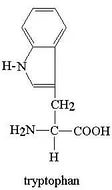 H-N
CH₂
H₂N-C-COOH
H
tryptophan